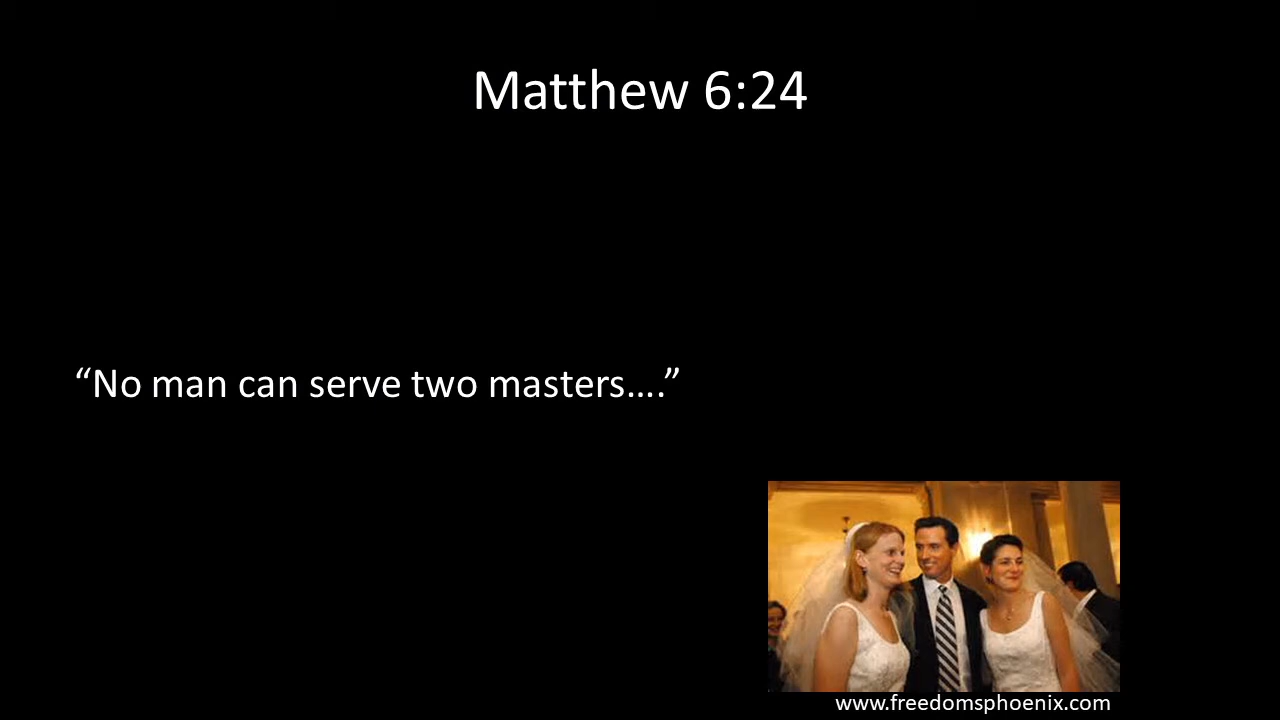 Matthew 6:24
“No man can serve two masters….”
www.freedomsphoenix.com